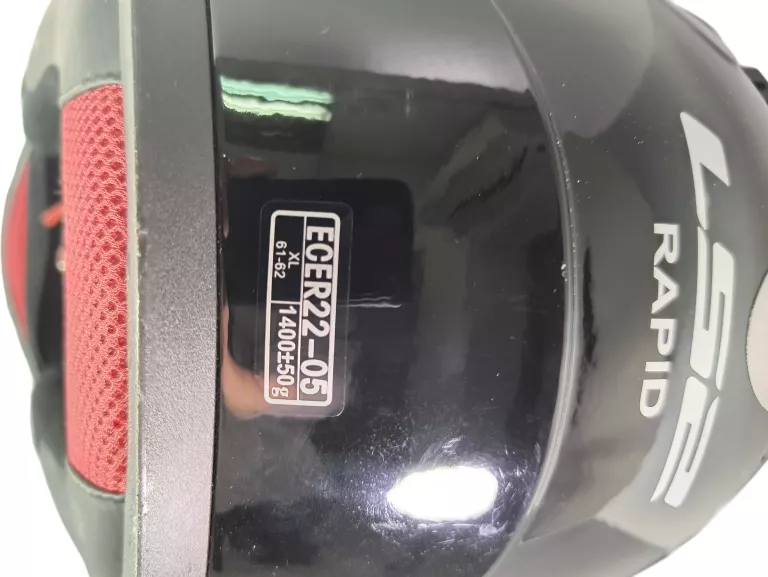 ECER22-05
XL
61-62
1400±50g
LS2
RAPID